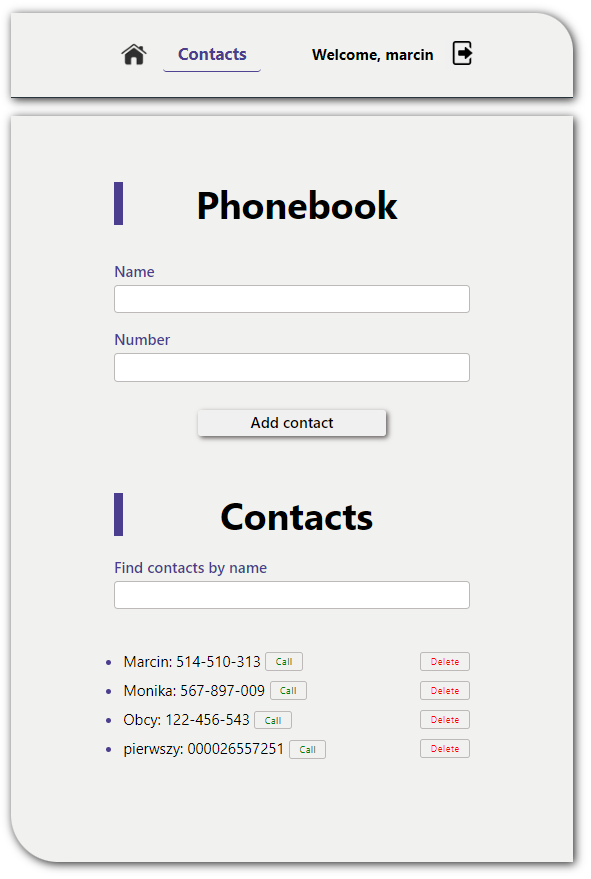 Contacts Welcome, marcin
Phonebook
Name
Number
Add contact
Contacts
Find contacts by name
Marcin: 514-510-313 Call Delete
Monika: 567-897-009 Call Delete
Obcy: 122-456-543 Call Delete
pierwszy: 000026557251 Call Delete